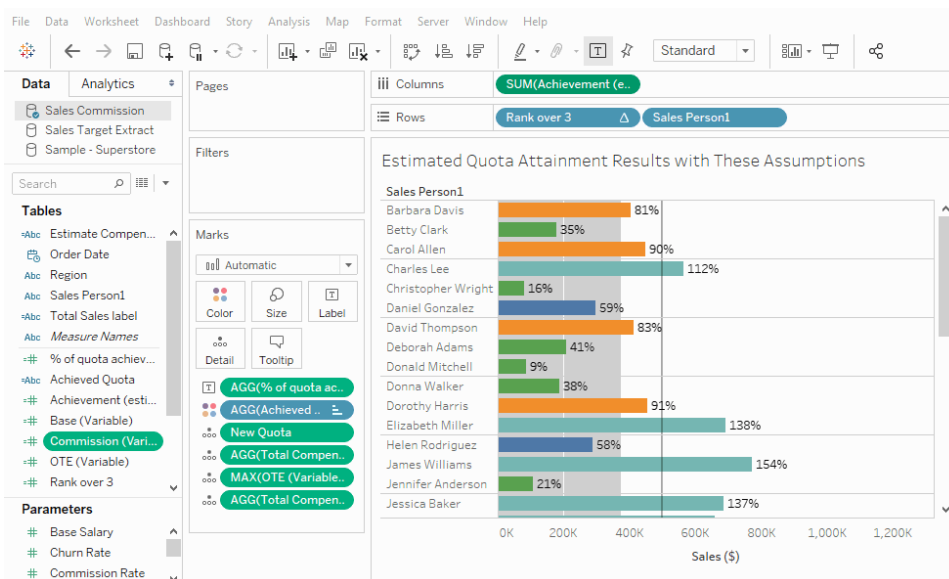 File Data Worksheet Dashboard Story Analysis Map Format Server Window Help
Standard
Data Analytics
Sales Commission
Sales Target Extract
Sample - Superstore
Search
Tables
Abc Estimate Compen...
Order Date
Abc Region
Abc Sales Person1
Abc Total Sales label
Abc Measure Names
% of quota achiev...
Abc Achieved Quota
Achievement (esti...
Base (Variable)
Commission (Vari...
OTE (Variable)
Rank over 3
Parameters
# Base Salary
# Churn Rate
# Commission Rate
Pages
Filters
Marks
Automatic
Color Size Label
Detail Tooltip
AGG(% of quota ac..
AGG(Achieved ..
New Quota
AGG(Total Compen..
MAX(OTE (Variable..
AGG(Total Compen..
Columns SUM(Achievement (e..
Rows Rank over 3 Δ Sales Person1
Estimated Quota Attainment Results with These Assumptions
Sales Person1
Barbara Davis 81%
Betty Clark 35%
Carol Allen 90%
Charles Lee 112%
Christopher Wright 16%
Daniel Gonzalez 59%
David Thompson 83%
Deborah Adams 41%
Donald Mitchell 9%
Donna Walker 38%
Dorothy Harris 91%
Elizabeth Miller 138%
Helen Rodriguez 58%
James Williams 154%
Jennifer Anderson 21%
Jessica Baker 137%
0K 200K 400K 600K 800K 1,000K 1,200K
Sales ($)